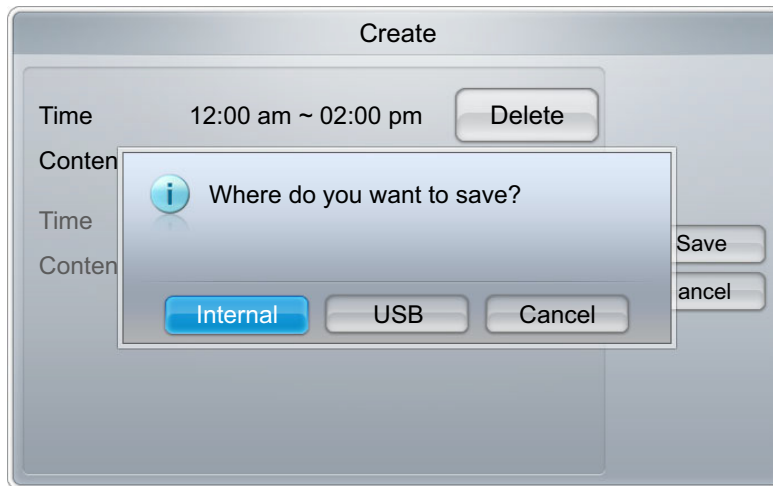 Create
Time 12:00 am ~ 02:00 pm Delete
Conten
Where do you want to save?
Time
Conten
Save
ancel
Internal USB Cancel